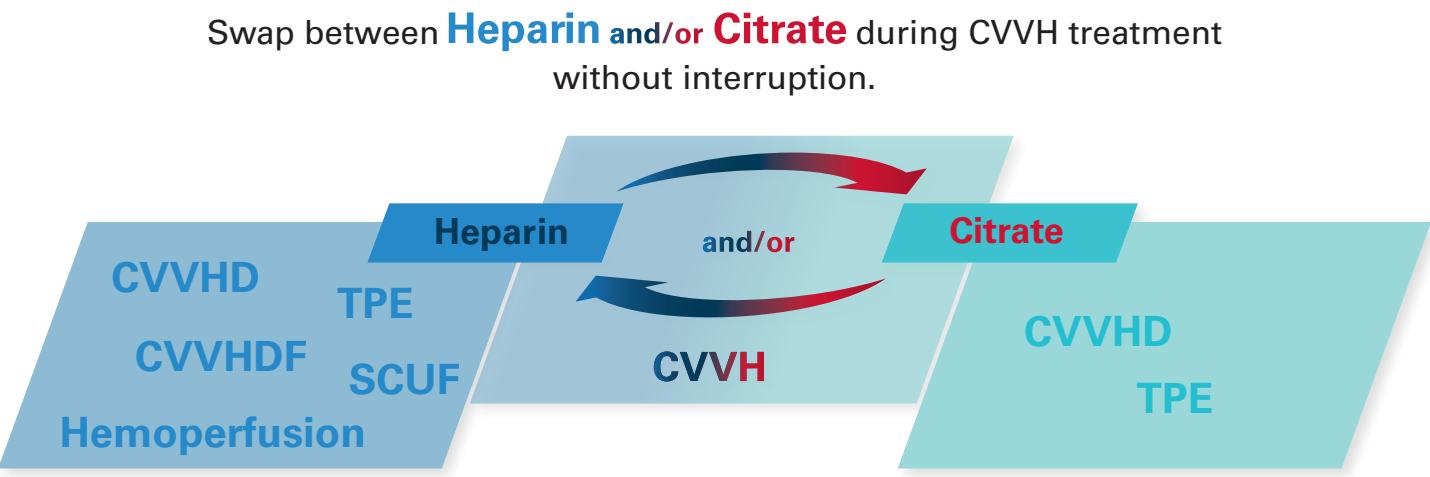 Swap between Heparin and/or Citrate during CVVH treatment
without interruption.
Heparin
CVVHD
TPE
CVVHDF
SCUF
Hemoperfusion
and/or
CVVH
Citrate
CVVHD
TPE